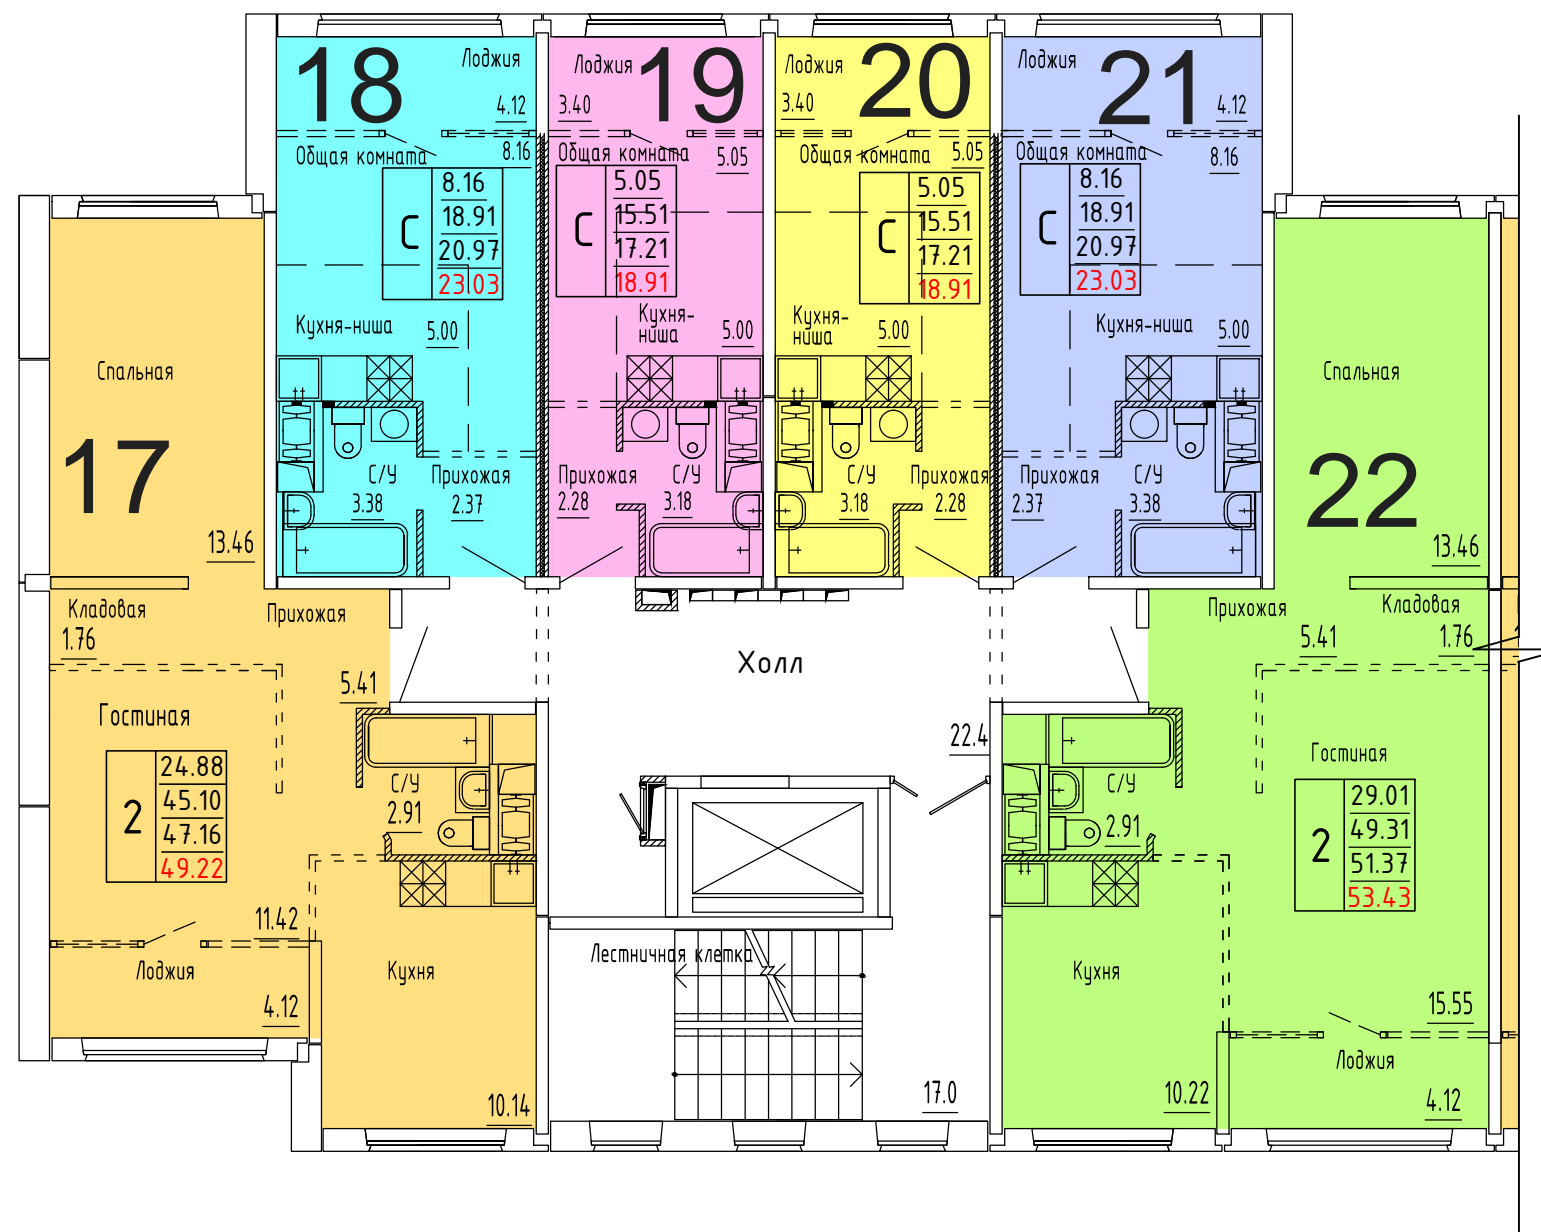 18
Лоджия
4.12
Общая комната
8.16
С
8.16
18.91
20.97
23.03
Кухня-ниша
5.00
С/У
3.38
Прихожая
2.37
19
Лоджия
3.40
Общая комната
5.05
С
5.05
15.51
17.21
18.91
Кухня-
ниша
5.00
Прихожая
2.28
С/У
3.18
20
Лоджия
3.40
Общая комната
5.05
С
5.05
15.51
17.21
18.91
Кухня-
ниша
5.00
С/У
3.18
Прихожая
2.28
21
Лоджия
4.12
Общая комната
8.16
С
8.16
18.91
20.97
23.03
Кухня-ниша
5.00
Прихожая
2.37
С/У
3.38
Спальная
17
13.46
Кладовая
1.76
Прихожая
5.41
Гостиная
2
24.88
45.10
47.16
49.22
11.42
Лоджия
4.12
С/У
2.91
Кухня
10.14
Холл
22.4
Лестничная клетка
17.0
Спальная
22
13.46
Прихожая
5.41
Кладовая
1.76
Гостиная
2
29.01
49.31
51.37
53.43
15.55
Лоджия
4.12
С/У
2.91
Кухня
10.22